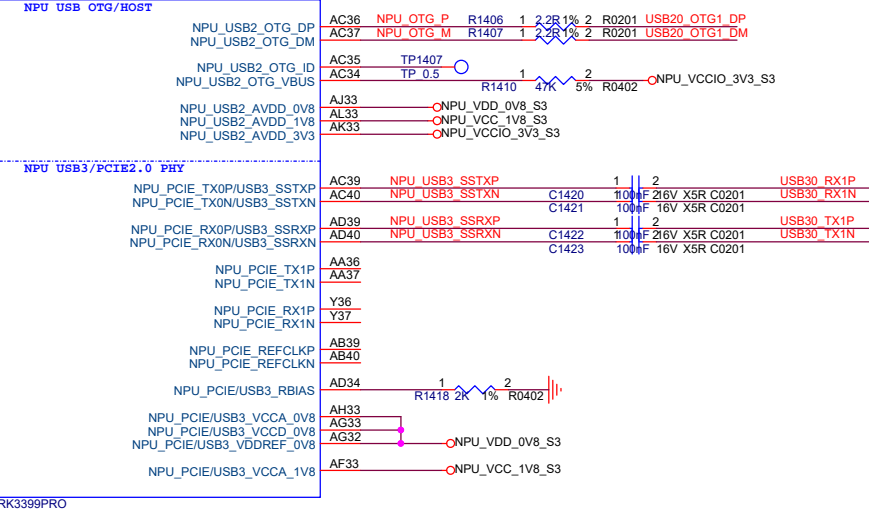 NPU USB OTG/HOST
NPU_USB2_OTG_DP AC36 NPU_OTG_P R1406 1 2.2R 1% 2 R0201 USB20_OTG1_DP
NPU_USB2_OTG_DM AC37 NPU_OTG_M R1407 1 2.2R 1% 2 R0201 USB20_OTG1_DM
NPU_USB2_OTG_ID AC35 TP1407
NPU_USB2_OTG_VBUS AC34 TP_0.5 1 2 NPU_VCCIO_3V3_S3
R1410 47K 5% R0402
NPU_USB2_AVDD_0V8 AJ33 NPU_VDD_0V8_S3
NPU_USB2_AVDD_1V8 AL33 NPU_VCC_1V8_S3
NPU_USB2_AVDD_3V3 AK33 NPU_VCCIO_3V3_S3
NPU USB3/PCIE2.0 PHY
NPU_PCIE_TX0P/USB3_SSTXP AC39 NPU_USB3_SSTXP 1 2 USB30_RX1P
NPU_PCIE_TX0N/USB3_SSTXN AC40 NPU_USB3_SSTXN C1420 1 100nF 2 16V X5R C0201 USB30_RX1N
C1421 100nF 16V X5R C0201
NPU_PCIE_RX0P/USB3_SSRXP AD39 NPU_USB3_SSRXP 1 2 USB30_TX1P
NPU_PCIE_RX0N/USB3_SSRXN AD40 NPU_USB3_SSRXN C1422 1 100nF 2 16V X5R C0201 USB30_TX1N
C1423 100nF 16V X5R C0201
NPU_PCIE_TX1P AA36
NPU_PCIE_TX1N AA37
NPU_PCIE_RX1P Y36
NPU_PCIE_RX1N Y37
NPU_PCIE_REFCLKP AB39
NPU_PCIE_REFCLKN AB40
NPU_PCIE/USB3_RBIAS AD34 1 2
R1418 2K 1% R0402
NPU_PCIE/USB3_VCCA_0V8 AH33
NPU_PCIE/USB3_VCCD_0V8 AG33
NPU_PCIE/USB3_VDDREF_0V8 AG32 NPU_VDD_0V8_S3
NPU_PCIE/USB3_VCCA_1V8 AF33 NPU_VCC_1V8_S3
RK3399PRO